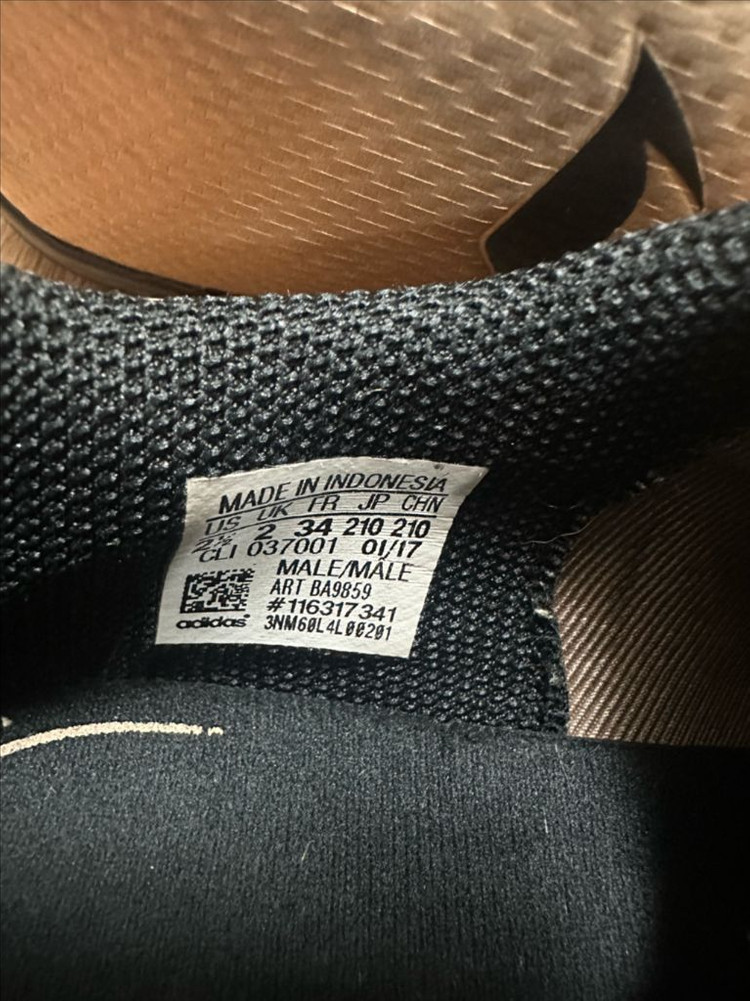 MADE IN INDONESIA
US UK FR JP CHN
2½ 2 34 210 210
CLI 037001 01/17
MALE/MALE
ART BA9859
#116317341
adidas 3NM60L4L00201